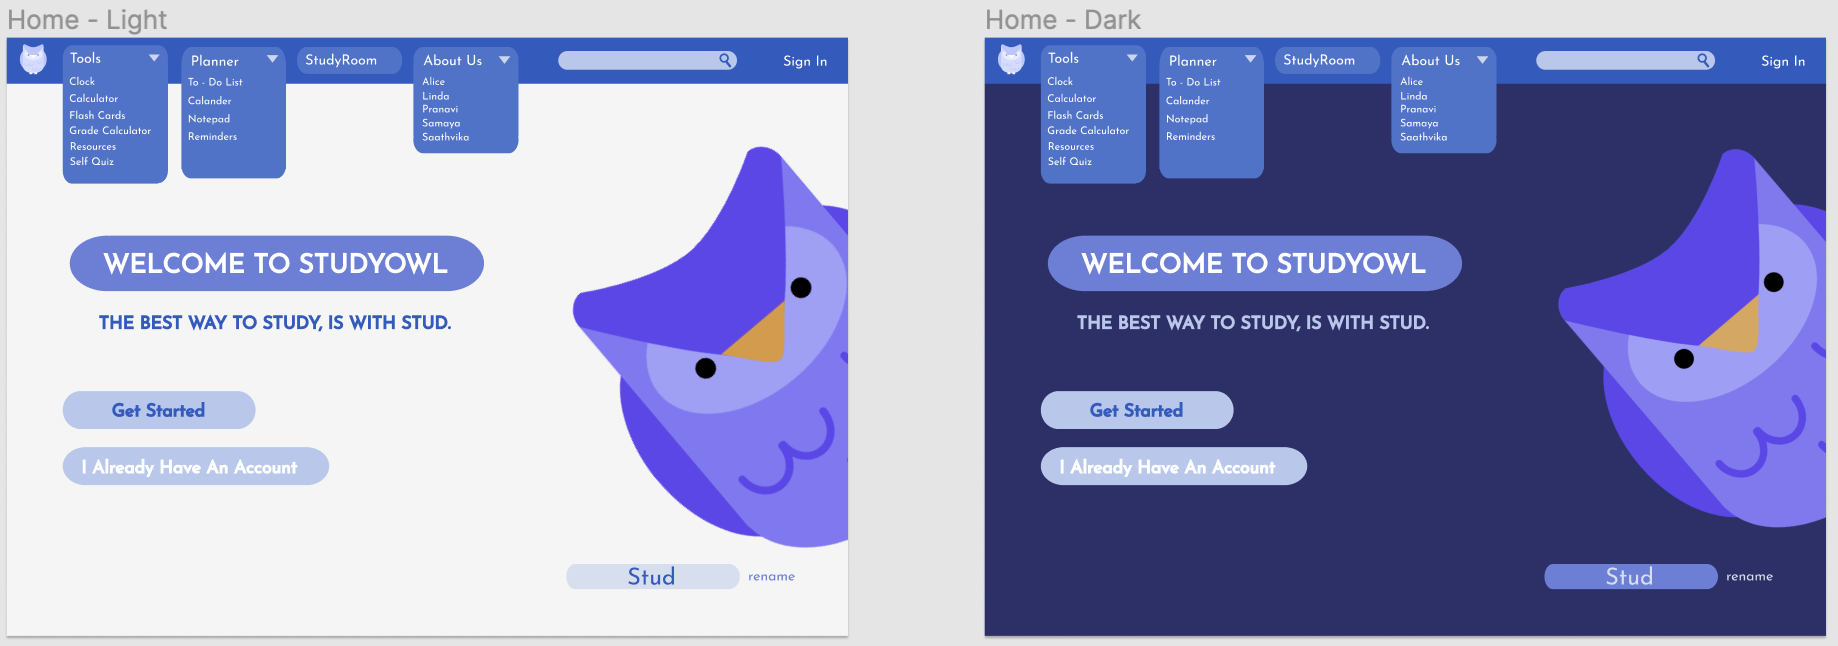 Home - Light
Tools
Clock
Calculator
Flash Cards
Grade Calculator
Resources
Self Quiz
Planner
To - Do List
Calander
Notepad
Reminders
StudyRoom
About Us
Alice
Linda
Pranavi
Samaya
Saathvika
Sign In
WELCOME TO STUDYOWL
THE BEST WAY TO STUDY, IS WITH STUD.
Get Started
I Already Have An Account
Stud
rename
Home - Dark
Tools
Clock
Calculator
Flash Cards
Grade Calculator
Resources
Self Quiz
Planner
To - Do List
Calander
Notepad
Reminders
StudyRoom
About Us
Alice
Linda
Pranavi
Samaya
Saathvika
Sign In
WELCOME TO STUDYOWL
THE BEST WAY TO STUDY, IS WITH STUD.
Get Started
I Already Have An Account
Stud
rename